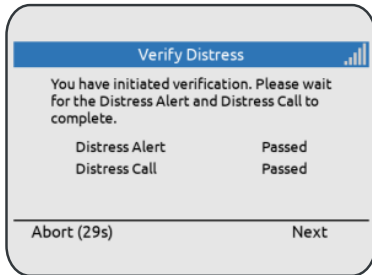 Verify Distress
You have initiated verification. Please wait
for the Distress Alert and Distress Call to
complete.
Distress Alert Passed
Distress Call Passed
Abort (29s) Next